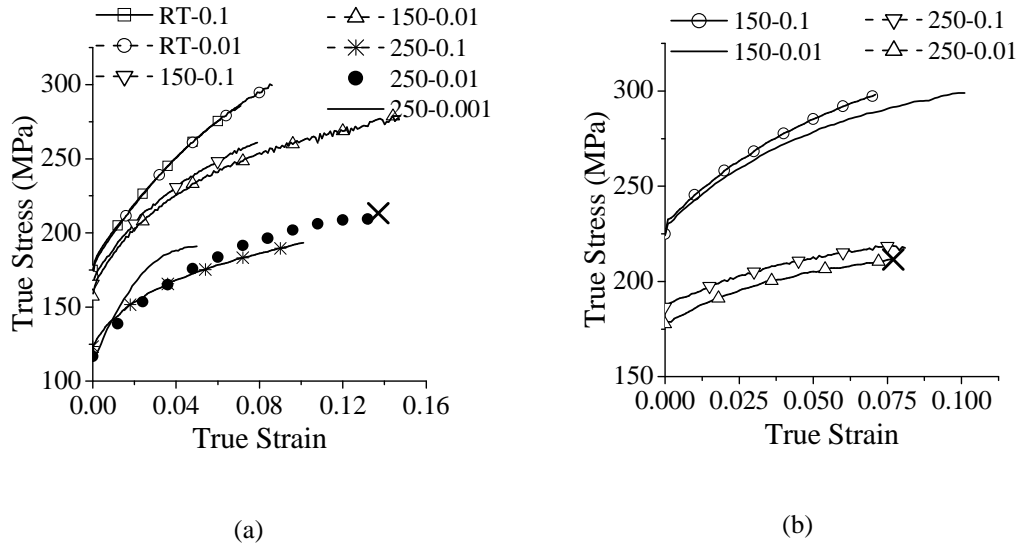 RT-0.1
RT-0.01
150-0.1
150-0.01
250-0.1
250-0.01
250-0.001
300
250
200
150
100
True Stress (MPa)
0.00 0.04 0.08 0.12 0.16
True Strain
(a)
150-0.1
150-0.01
250-0.1
250-0.01
300
250
200
150
True Stress (MPa)
0.000 0.025 0.050 0.075 0.100
True Strain
(b)